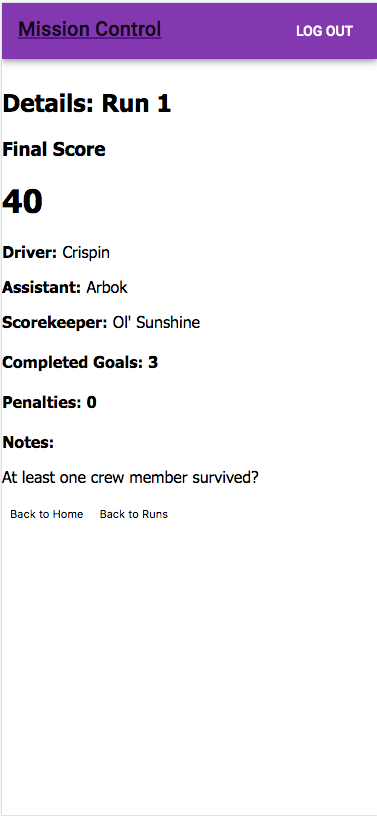 Mission Control
LOG OUT
Details: Run 1
Final Score
40
Driver: Crispin
Assistant: Arbok
Scorekeeper: Ol' Sunshine
Completed Goals: 3
Penalties: 0
Notes:
At least one crew member survived?
Back to Home Back to Runs